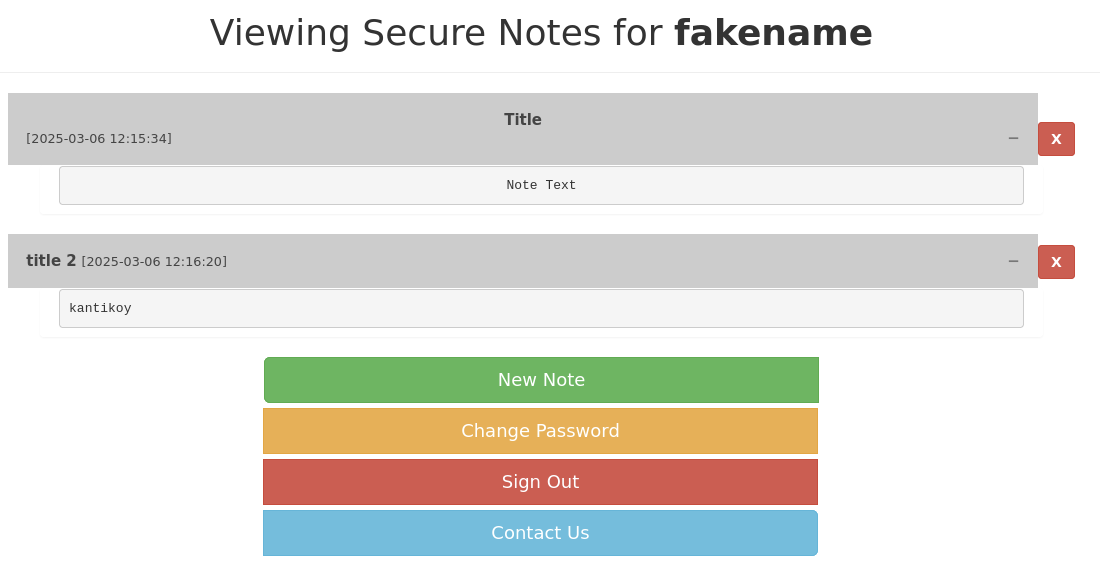 Viewing Secure Notes for fakename
Title
[2025-03-06 12:15:34] − X
Note Text
title 2 [2025-03-06 12:16:20] − X
kantikoy
New Note
Change Password
Sign Out
Contact Us